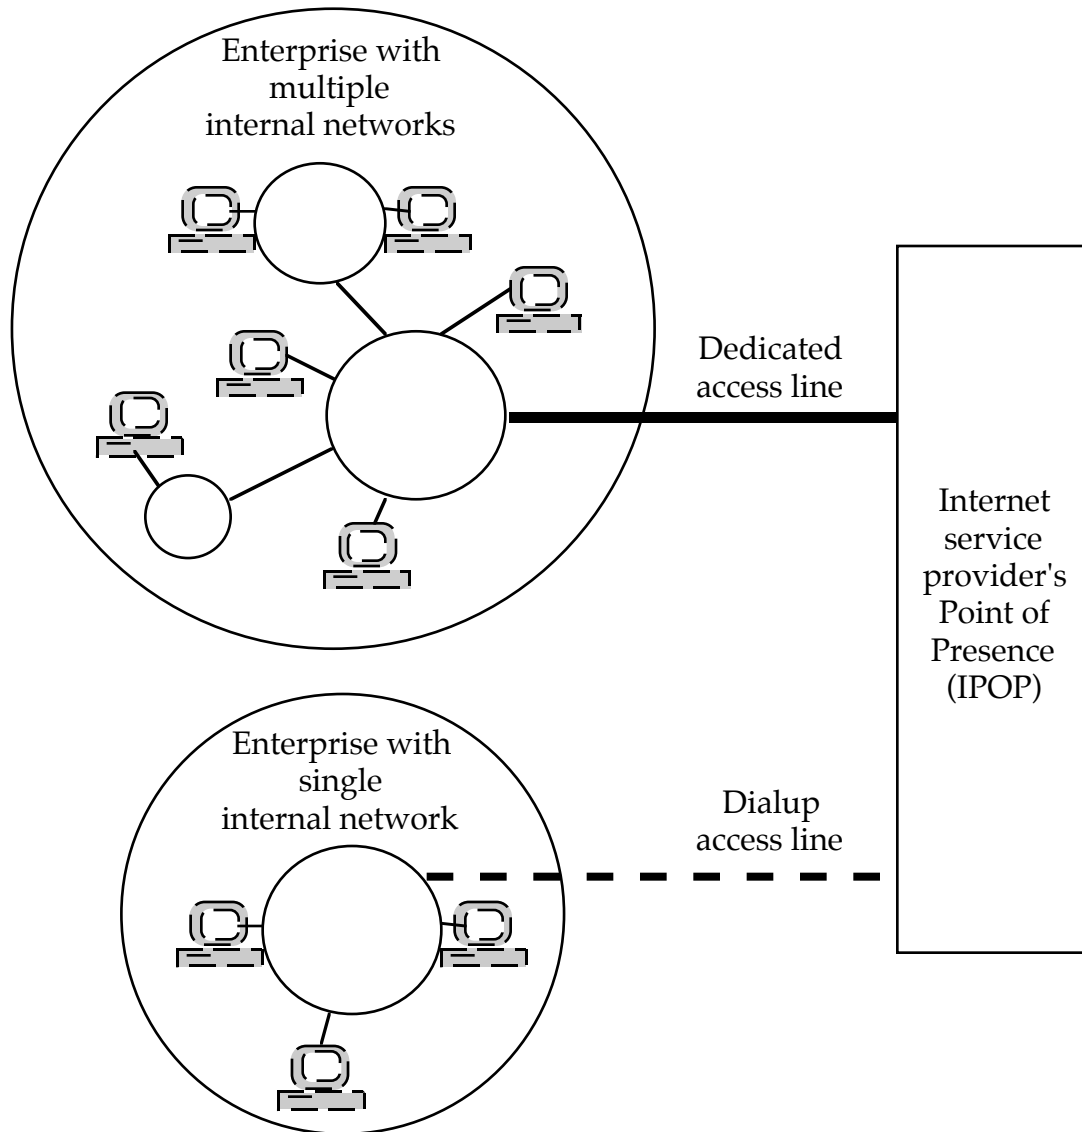 Enterprise with
multiple
internal networks
Dedicated
access line
Internet
service
provider's
Point of
Presence
(IPOP)
Enterprise with
single
internal network
Dialup
access line